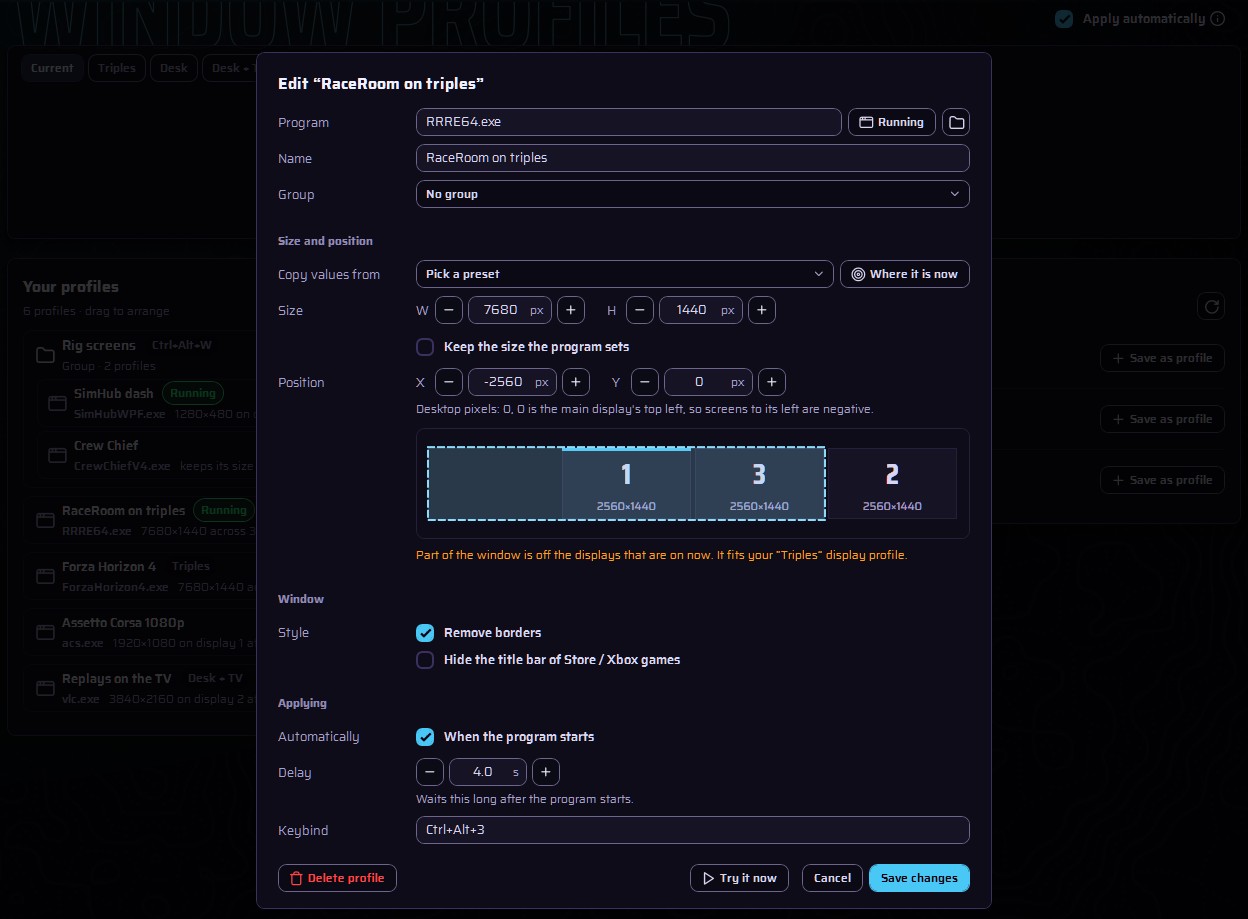 WINDOW PROFILES
Apply automatically
Current Triples Desk
Edit “RaceRoom on triples”
Program RRRE64.exe Running
Name RaceRoom on triples
Group No group
Size and position
Copy values from Pick a preset Where it is now
Size W − 7680 px + H − 1440 px +
Keep the size the program sets
Position X − -2560 px + Y − 0 px +
Desktop pixels: 0, 0 is the main display's top left, so screens to its left are negative.
1 3 2
2560×1440 2560×1440 2560×1440
Part of the window is off the displays that are on now. It fits your "Triples" display profile.
Window
Style Remove borders
Hide the title bar of Store / Xbox games
Applying
Automatically When the program starts
Delay − 4.0 s +
Waits this long after the program starts.
Keybind Ctrl+Alt+3
Delete profile Try it now Cancel Save changes
Your profiles
6 profiles · drag to arrange
Rig screens Ctrl+Alt+W
Group · 2 profiles
SimHub dash Running
SimHubWPF.exe 1280×480 on
Crew Chief
CrewChiefV4.exe keeps its size
RaceRoom on triples Running
RRRE64.exe 7680×1440 across 3
Forza Horizon 4 Triples
ForzaHorizon4.exe 7680×1440
Assetto Corsa 1080p
acs.exe 1920×1080 on display 1
Replays on the TV Desk + TV
vlc.exe 3840×2160 on display 2
+ Save as profile
+ Save as profile
+ Save as profile